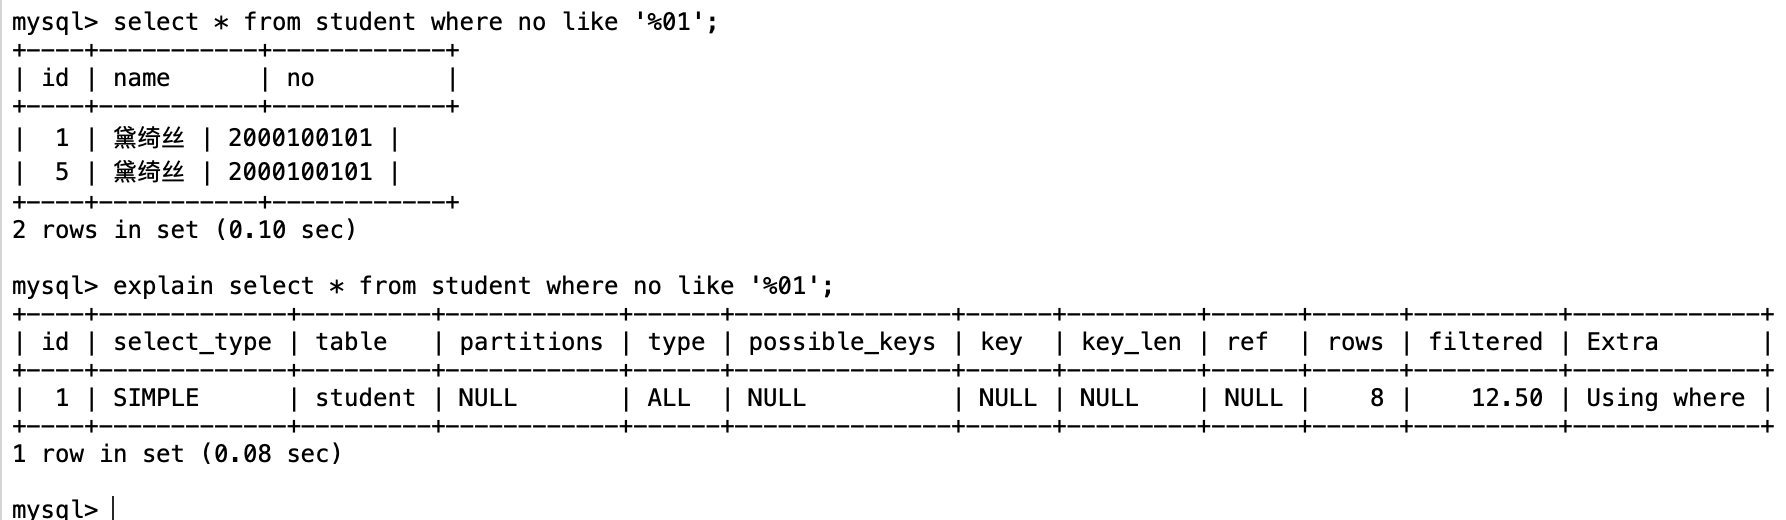 mysql> select * from student where no like '%01';
+----+-----------+------------+
| id | name      | no         |
+----+-----------+------------+
|  1 | 黛绮丝 | 2000100101 |
|  5 | 黛绮丝 | 2000100101 |
+----+-----------+------------+
2 rows in set (0.10 sec)
mysql> explain select * from student where no like '%01';
+----+-------------+---------+------------+------+---------------+------+---------+------+------+----------+-------------+
| id | select_type | table   | partitions | type | possible_keys | key  | key_len | ref  | rows | filtered | Extra       |
+----+-------------+---------+------------+------+---------------+------+---------+------+------+----------+-------------+
|  1 | SIMPLE      | student | NULL       | ALL  | NULL          | NULL | NULL    | NULL |    8 |    12.50 | Using where |
+----+-------------+---------+------------+------+---------------+------+---------+------+------+----------+-------------+
1 row in set (0.08 sec)
mysql>